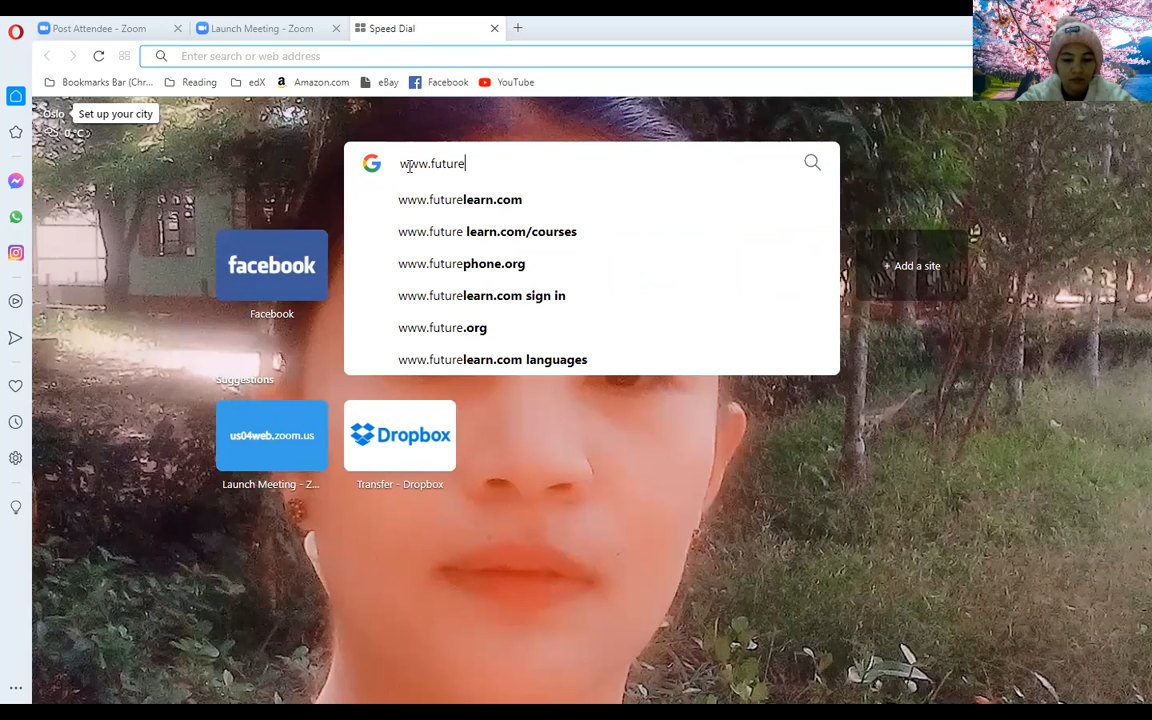 Post Attendee - Zoom
Launch Meeting - Zoom
Speed Dial
Enter search or web address
Bookmarks Bar (Chr...
Reading
edX
Amazon.com
eBay
Facebook
YouTube
Oslo
Set up your city
0 °C
www.future
www.futurelearn.com
www.future learn.com/courses
www.futurephone.org
www.futurelearn.com sign in
www.future.org
www.futurelearn.com languages
+ Add a site
facebook
Facebook
Suggestions
us04web.zoom.us
Dropbox
Launch Meeting - Z...
Transfer - Dropbox